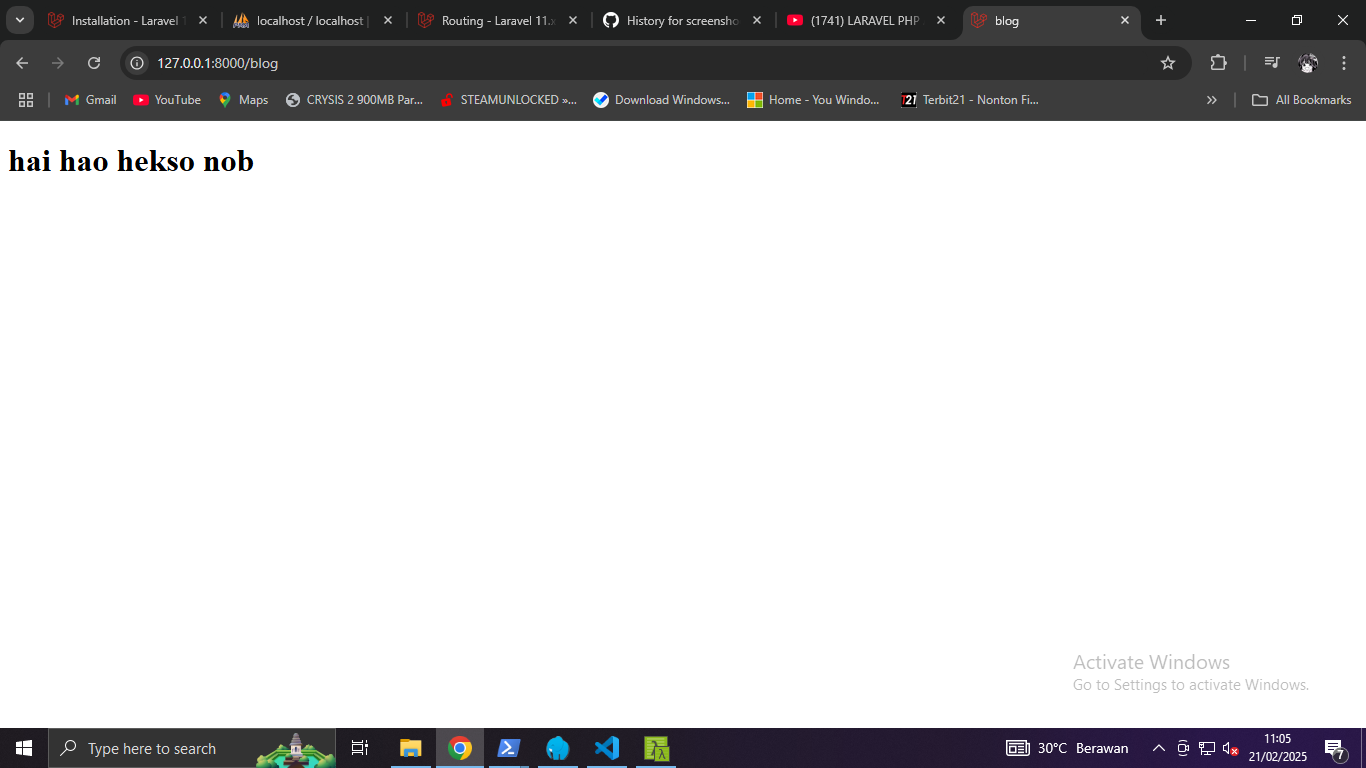 Installation - Laravel 1
localhost / localhost |
Routing - Laravel 11.x
History for screensho
(1741) LARAVEL PHP
blog
127.0.0.1:8000/blog
Gmail
YouTube
Maps
CRYSIS 2 900MB Par...
STEAMUNLOCKED »...
Download Windows...
Home - You Windo...
T21
Terbit21 - Nonton Fi...
All Bookmarks
hai hao hekso nob
Activate Windows
Go to Settings to activate Windows.
Type here to search
30°C Berawan
11:05
21/02/2025
7